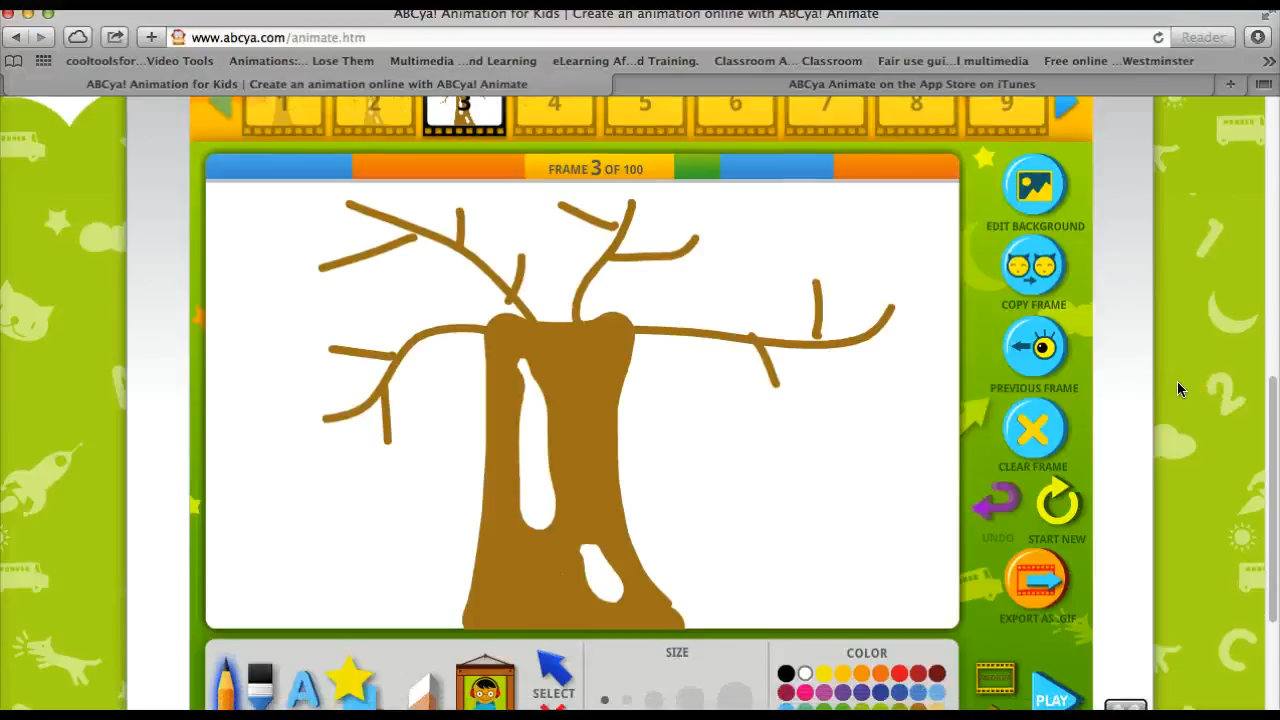 ABCya! Animation for Kids | Create an animation online with ABCya! Animate
www.abcya.com/animate.htm
Reader
cooltoolsfor...Video Tools Animations:... Lose Them Multimedia ...nd Learning eLearning Af...d Training. Classroom A... Classroom Fair use gui...l multimedia Free online ...Westminster
ABCya! Animation for Kids | Create an animation online with ABCya! Animate
ABCya Animate on the App Store on iTunes
1 2 3 4 5 6 7 8 9
FRAME 3 OF 100
EDIT BACKGROUND
COPY FRAME
PREVIOUS FRAME
CLEAR FRAME
UNDO START NEW
EXPORT AS .GIF
SIZE
COLOR
SELECT
PLAY